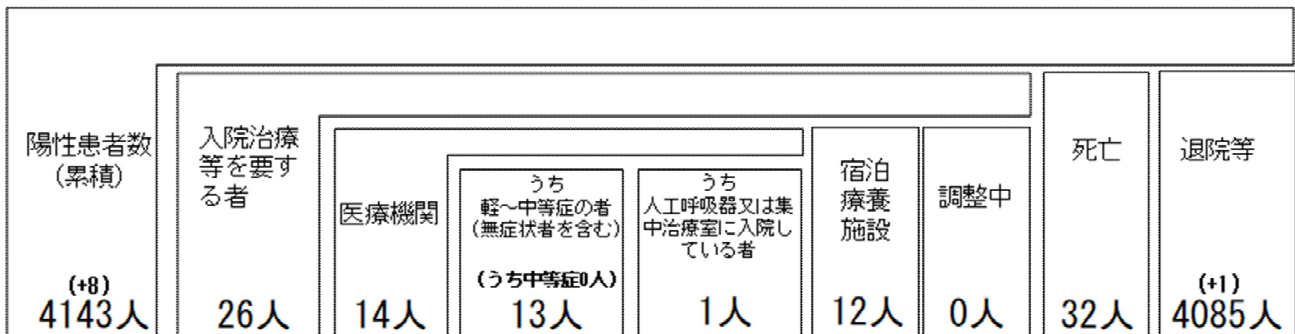 陽性患者数
(累積)
(+8)
4143人
入院治療
等を要す
る者
26人
医療機関
14人
うち
軽～中等症の者
(無症状者を含む)
(うち中等症0人)
13人
うち
人工呼吸器又は集
中治療室に入院し
ている者
1人
宿泊
療養
施設
12人
調整中
0人
死亡
32人
退院等
(+1)
4085人